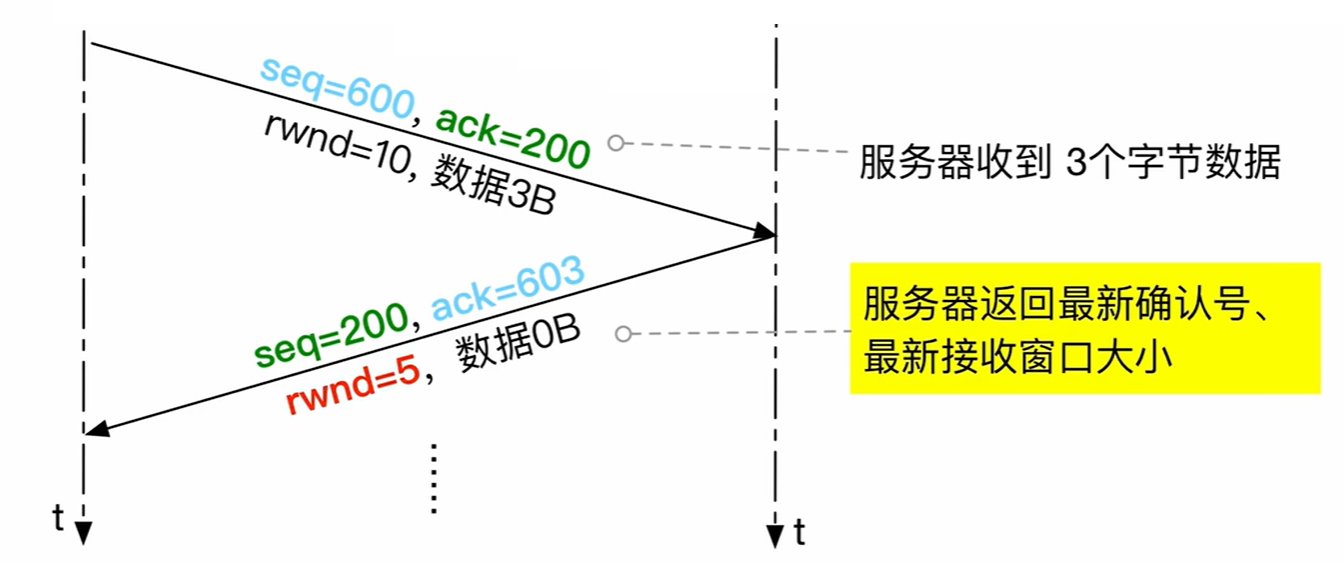 seq=600, ack=200
rwnd=10, 数据3B
服务器收到 3个字节数据
seq=200, ack=603
rwnd=5, 数据0B
服务器返回最新确认号、
最新接收窗口大小
t
t